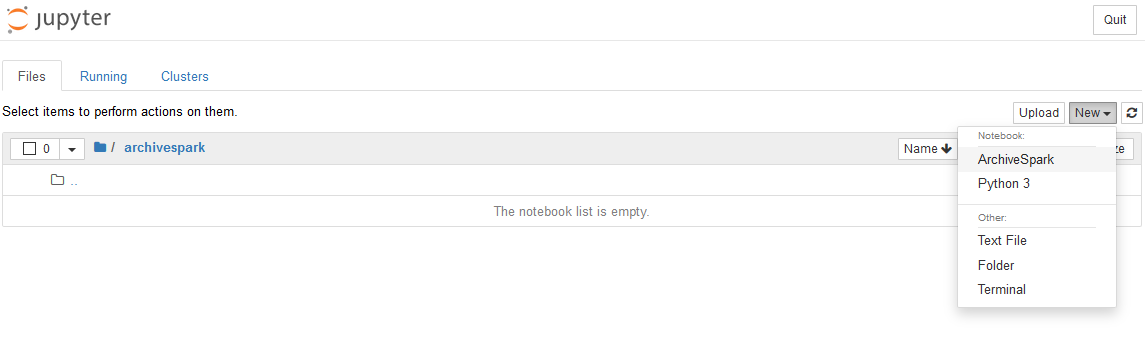 jupyter
Quit
Files Running Clusters
Select items to perform actions on them.
Upload New
0 / archivespark
Name
..
The notebook list is empty.
Notebook:
ArchiveSpark
Python 3
Other:
Text File
Folder
Terminal